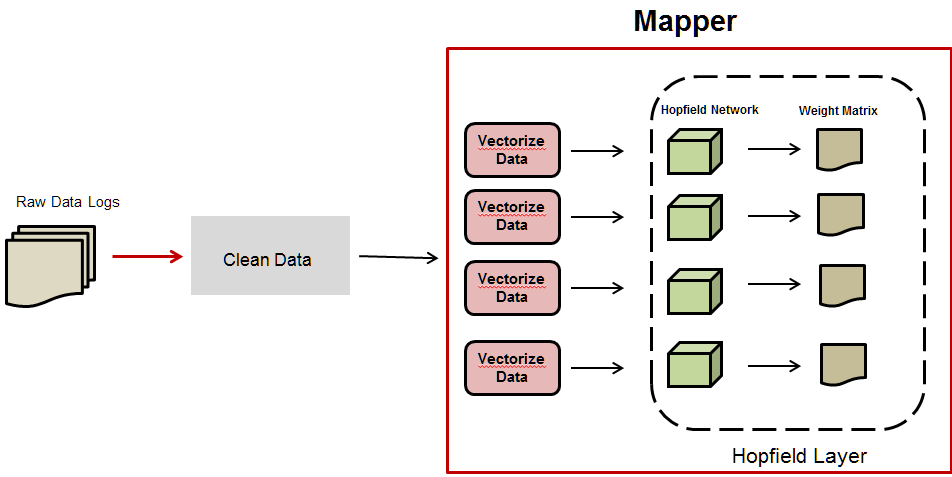 Mapper
Hopfield Network
Weight Matrix
Vectorize
Data
Raw Data Logs
Vectorize
Data
Clean Data
Vectorize
Data
Vectorize
Data
Hopfield Layer